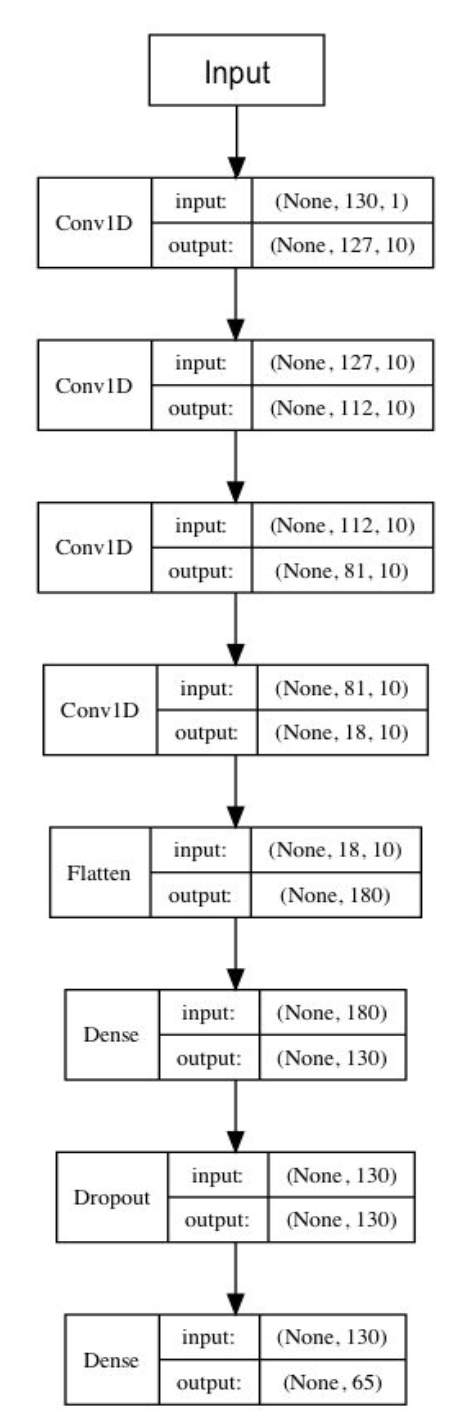 Input
Conv1D
input:
(None, 130, 1)
output:
(None, 127, 10)
Conv1D
input:
(None, 127, 10)
output:
(None, 112, 10)
Conv1D
input:
(None, 112, 10)
output:
(None, 81, 10)
Conv1D
input:
(None, 81, 10)
output:
(None, 18, 10)
Flatten
input:
(None, 18, 10)
output:
(None, 180)
Dense
input:
(None, 180)
output:
(None, 130)
Dropout
input:
(None, 130)
output:
(None, 130)
Dense
input:
(None, 130)
output:
(None, 65)